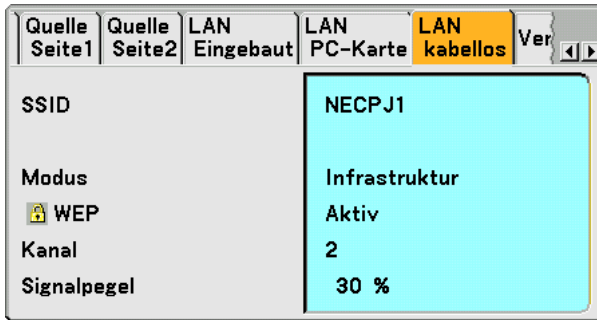 Quelle Seite1 Quelle Seite2 LAN Eingebaut LAN PC-Karte LAN kabellos Ver
SSID NECPJ1
Modus Infrastruktur
WEP Aktiv
Kanal 2
Signalpegel 30 %